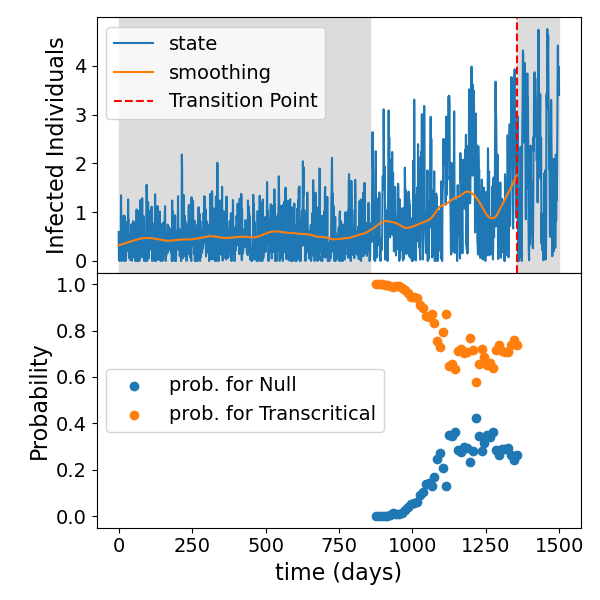 Infected Individuals
4
3
2
1
0
state
smoothing
Transition Point
Probability
1.0
0.8
0.6
0.4
0.2
0.0
prob. for Null
prob. for Transcritical
0 250 500 750 1000 1250 1500
time (days)